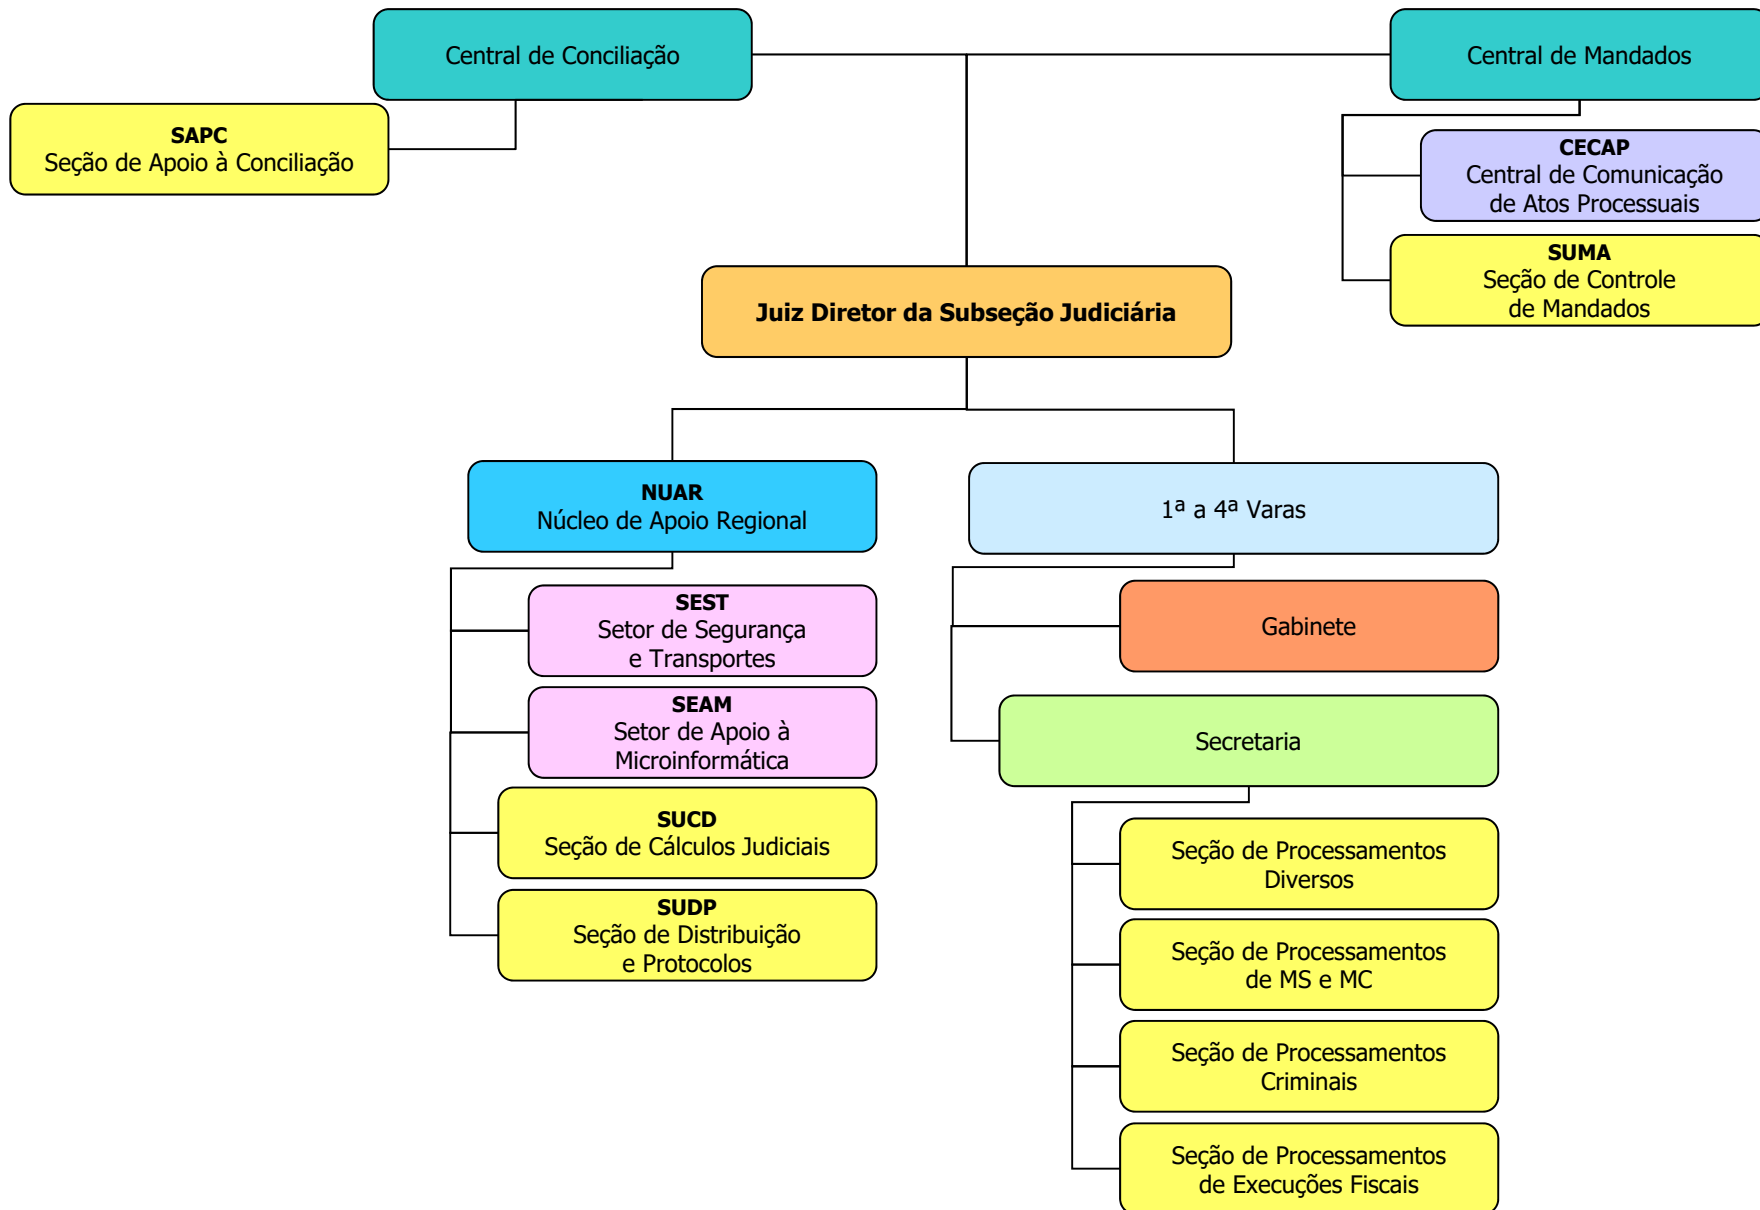 Central de Conciliação
Central de Mandados
SAPC
Seção de Apoio à Conciliação
CECAP
Central de Comunicação
de Atos Processuais
SUMA
Seção de Controle
de Mandados
Juiz Diretor da Subseção Judiciária
NUAR
Núcleo de Apoio Regional
1ª a 4ª Varas
SEST
Setor de Segurança
e Transportes
Gabinete
SEAM
Setor de Apoio à
Microinformática
Secretaria
SUCD
Seção de Cálculos Judiciais
SUDP
Seção de Distribuição
e Protocolos
Seção de Processamentos
Diversos
Seção de Processamentos
de MS e MC
Seção de Processamentos
Criminais
Seção de Processamentos
de Execuções Fiscais